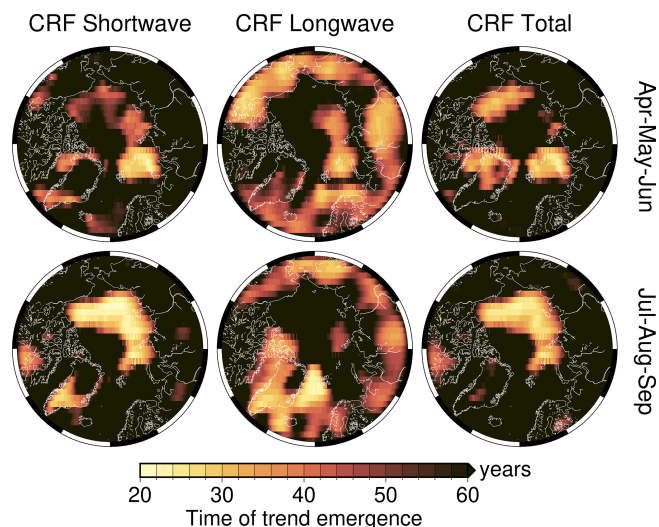 CRF Shortwave
CRF Longwave
CRF Total
Apr-May-Jun
Jul-Aug-Sep
20 30 40 50 60 years
Time of trend emergence